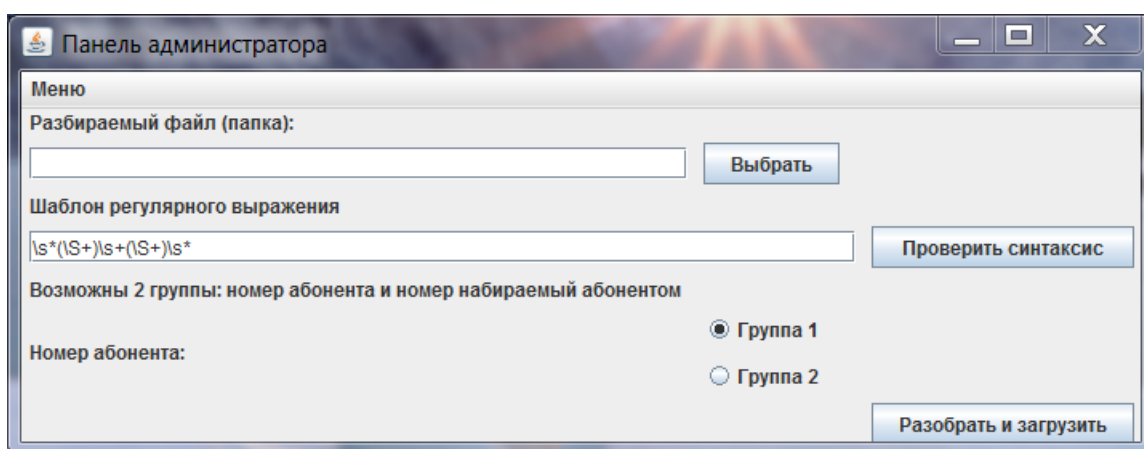 Панель администратора
Меню
Разбираемый файл (папка):
Выбрать
Шаблон регулярного выражения
\s*(\S+)\s+(\S+)\s*
Проверить синтаксис
Возможны 2 группы: номер абонента и номер набираемый абонентом
Группа 1
Номер абонента:
Группа 2
Разобрать и загрузить